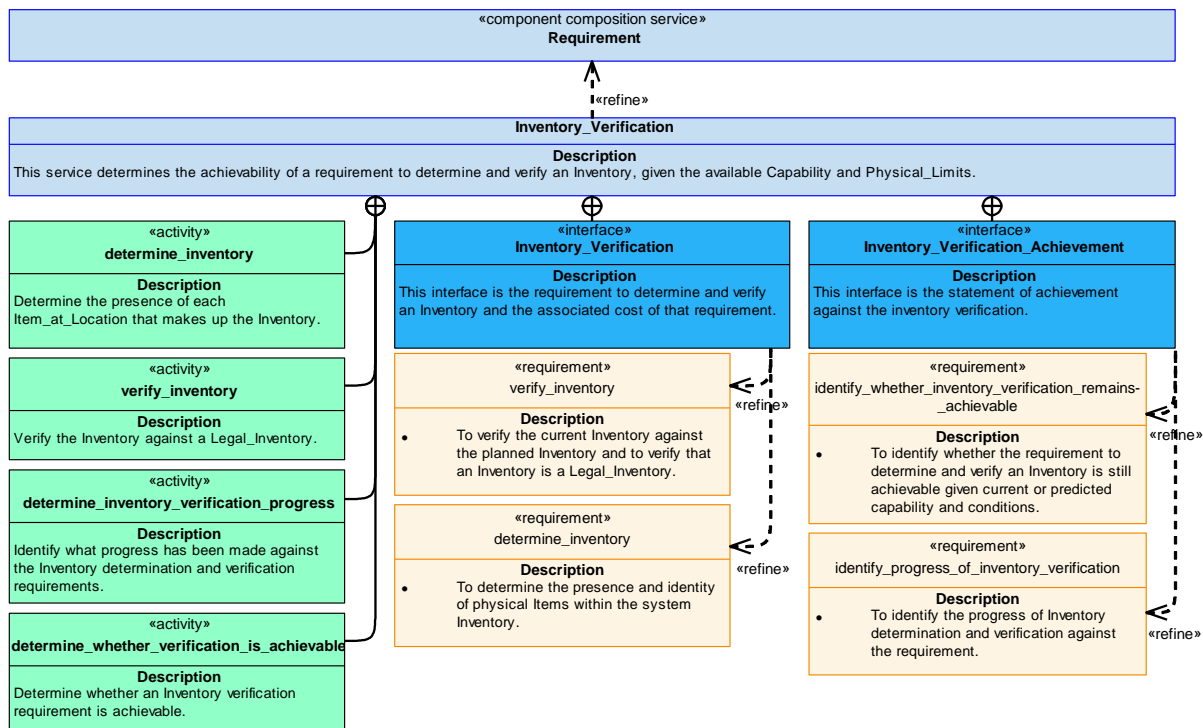 «component composition service»
Requirement
«refine»
Inventory_Verification
Description
This service determines the achievability of a requirement to determine and verify an Inventory, given the available Capability and Physical_Limits.
«activity»
determine_inventory
Description
Determine the presence of each
Item_at_Location that makes up the Inventory.
«activity»
verify_inventory
Description
Verify the Inventory against a Legal_Inventory.
«activity»
determine_inventory_verification_progress
Description
Identify what progress has been made against
the Inventory determination and verification
requirements.
«activity»
determine_whether_verification_is_achievable
Description
Determine whether an Inventory verification
requirement is achievable.
«interface»
Inventory_Verification
Description
This interface is the requirement to determine and verify
an Inventory and the associated cost of that requirement.
«requirement»
verify_inventory
«refine»
Description
• To verify the current Inventory against
the planned Inventory and to verify that
an Inventory is a Legal_Inventory.
«requirement»
determine_inventory
«refine»
Description
• To determine the presence and identity
of physical Items within the system
Inventory.
«interface»
Inventory_Verification_Achievement
Description
This interface is the statement of achievement
against the inventory verification.
«requirement»
identify_whether_inventory_verification_remains-
_achievable
«refine»
Description
• To identify whether the requirement to
determine and verify an Inventory is still
achievable given current or predicted
capability and conditions.
«requirement»
identify_progress_of_inventory_verification
Description
• To identify the progress of Inventory
determination and verification against
the requirement.
«refine»